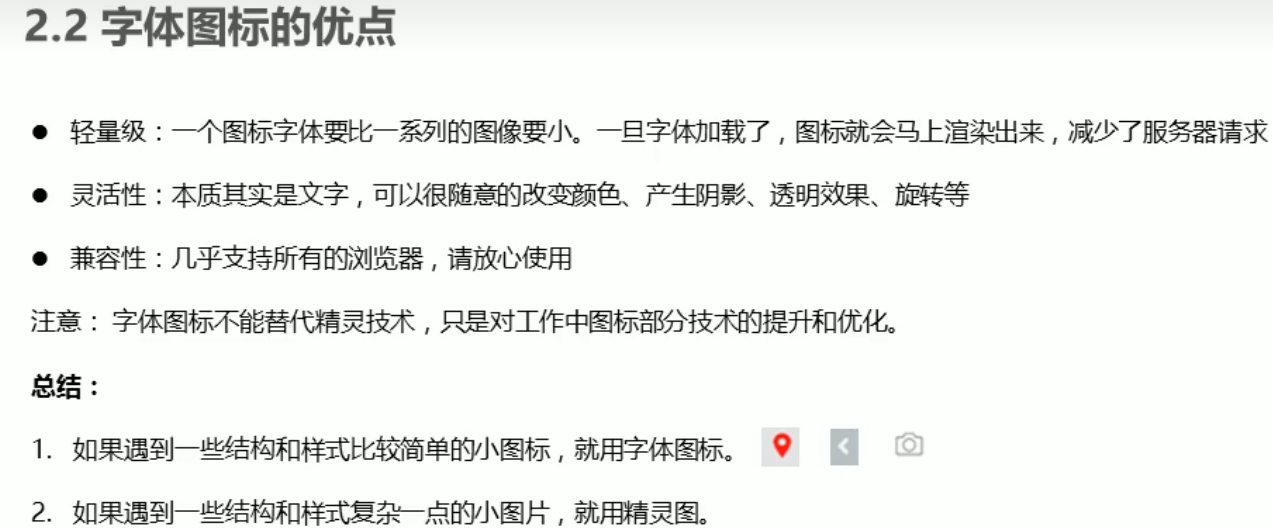 2.2 字体图标的优点
● 轻量级：一个图标字体要比一系列的图像要小。一旦字体加载了，图标就会马上渲染出来，减少了服务器请求
● 灵活性：本质其实是文字，可以很随意的改变颜色、产生阴影、透明效果、旋转等
● 兼容性：几乎支持所有的浏览器，请放心使用
注意： 字体图标不能替代精灵技术，只是对工作中图标部分技术的提升和优化。
总结：
1. 如果遇到一些结构和样式比较简单的小图标，就用字体图标。
2. 如果遇到一些结构和样式复杂一点的小图片，就用精灵图。